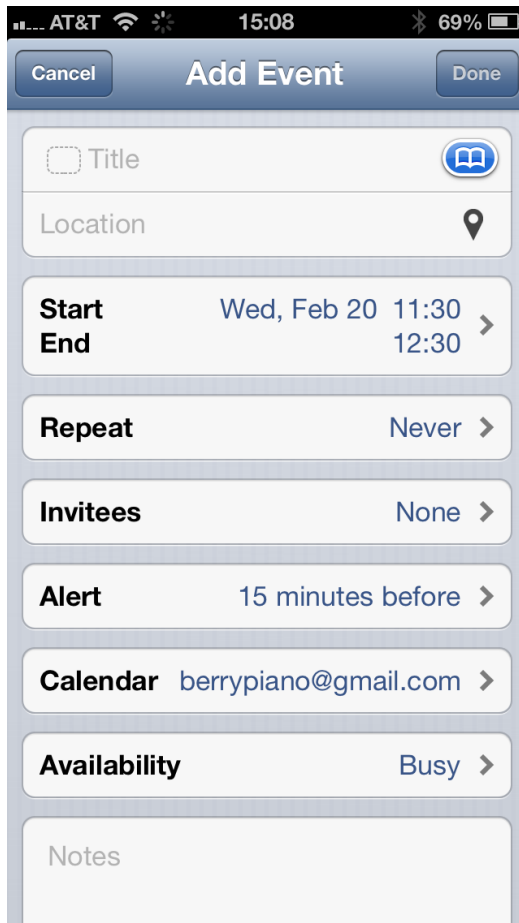 AT&T 15:08 69%
Cancel Add Event Done
Title
Location
Start Wed, Feb 20 11:30
End 12:30
Repeat Never
Invitees None
Alert 15 minutes before
Calendar berrypiano@gmail.com
Availability Busy
Notes